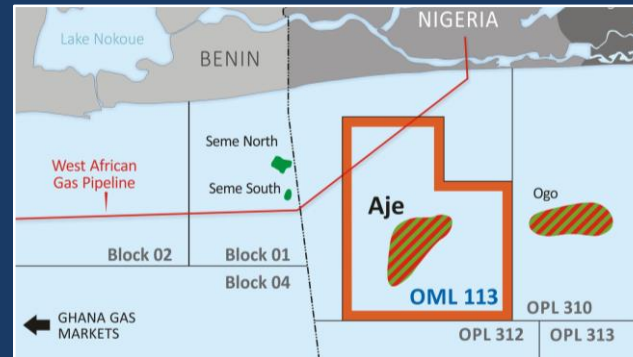 NIGERIA
Lake Nokoue
BENIN
Seme North
West African
Gas Pipeline
Seme South
Aje
Ogo
Block 02
Block 01
Block 04
OML 113
OPL 310
GHANA GAS
MARKETS
OPL 312
OPL 313